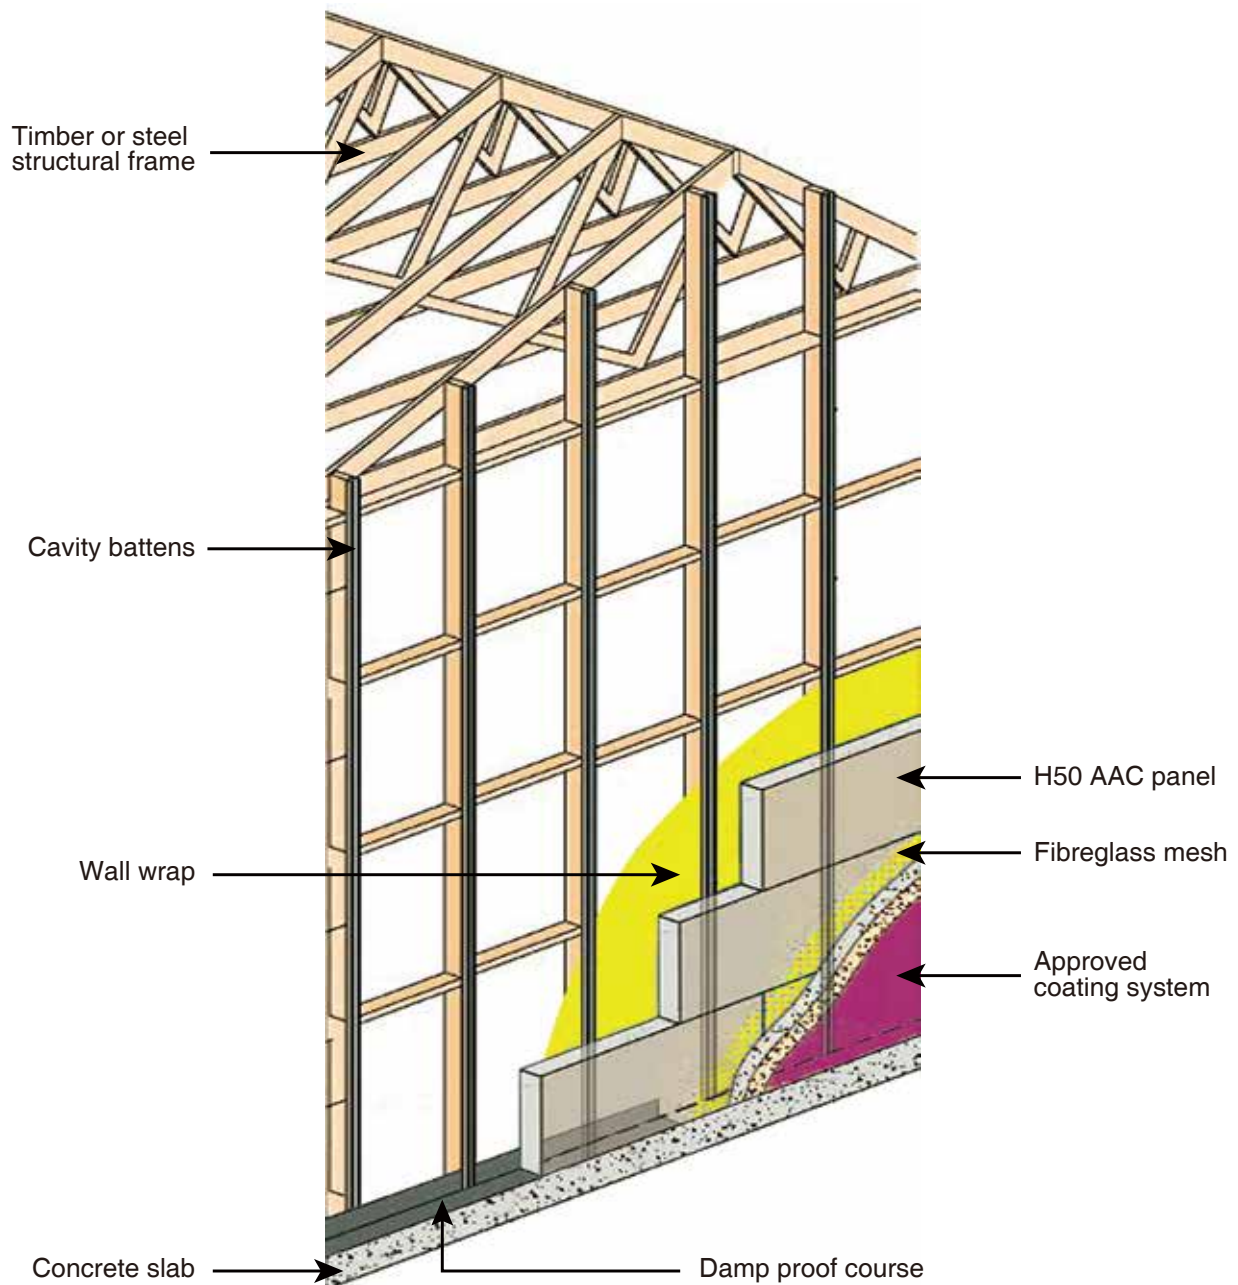 Timber or steel
structural frame
Cavity battens
H50 AAC panel
Fibreglass mesh
Wall wrap
Approved
coating system
Concrete slab
Damp proof course